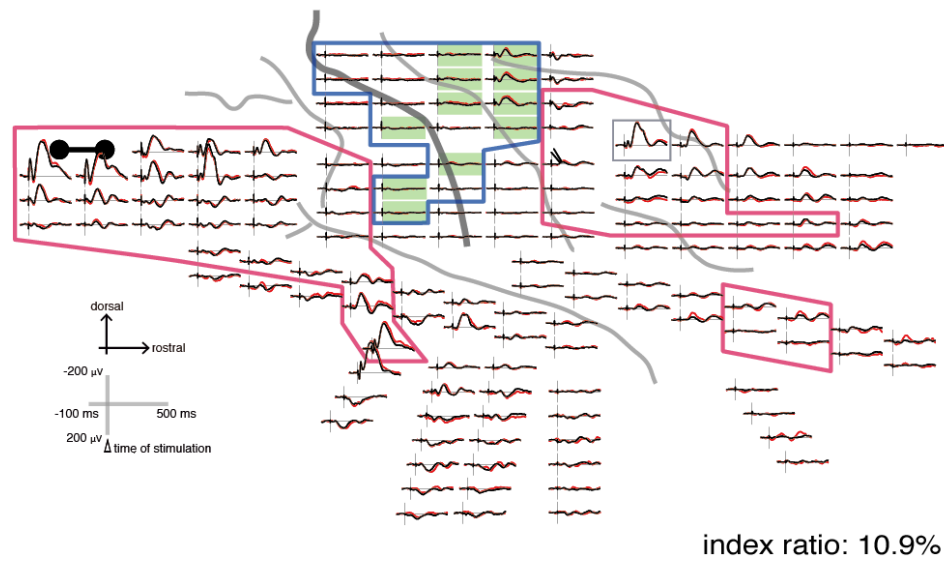 dorsal
rostral
-200 μV
-100 ms 500 ms
200 μV
time of stimulation
index ratio: 10.9%